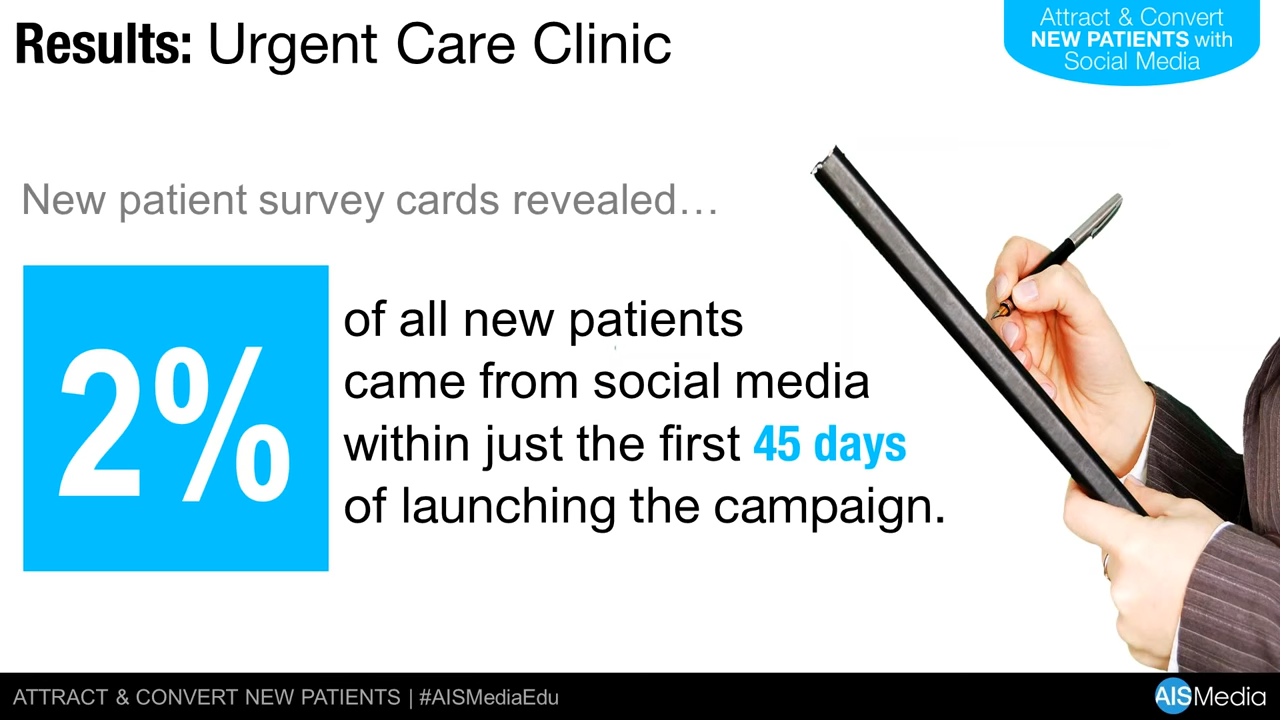 Results: Urgent Care Clinic
Attract & Convert
NEW PATIENTS with
Social Media
New patient survey cards revealed…
2%
of all new patients
came from social media
within just the first 45 days
of launching the campaign.
ATTRACT & CONVERT NEW PATIENTS | #AISMediaEdu
AISMedia